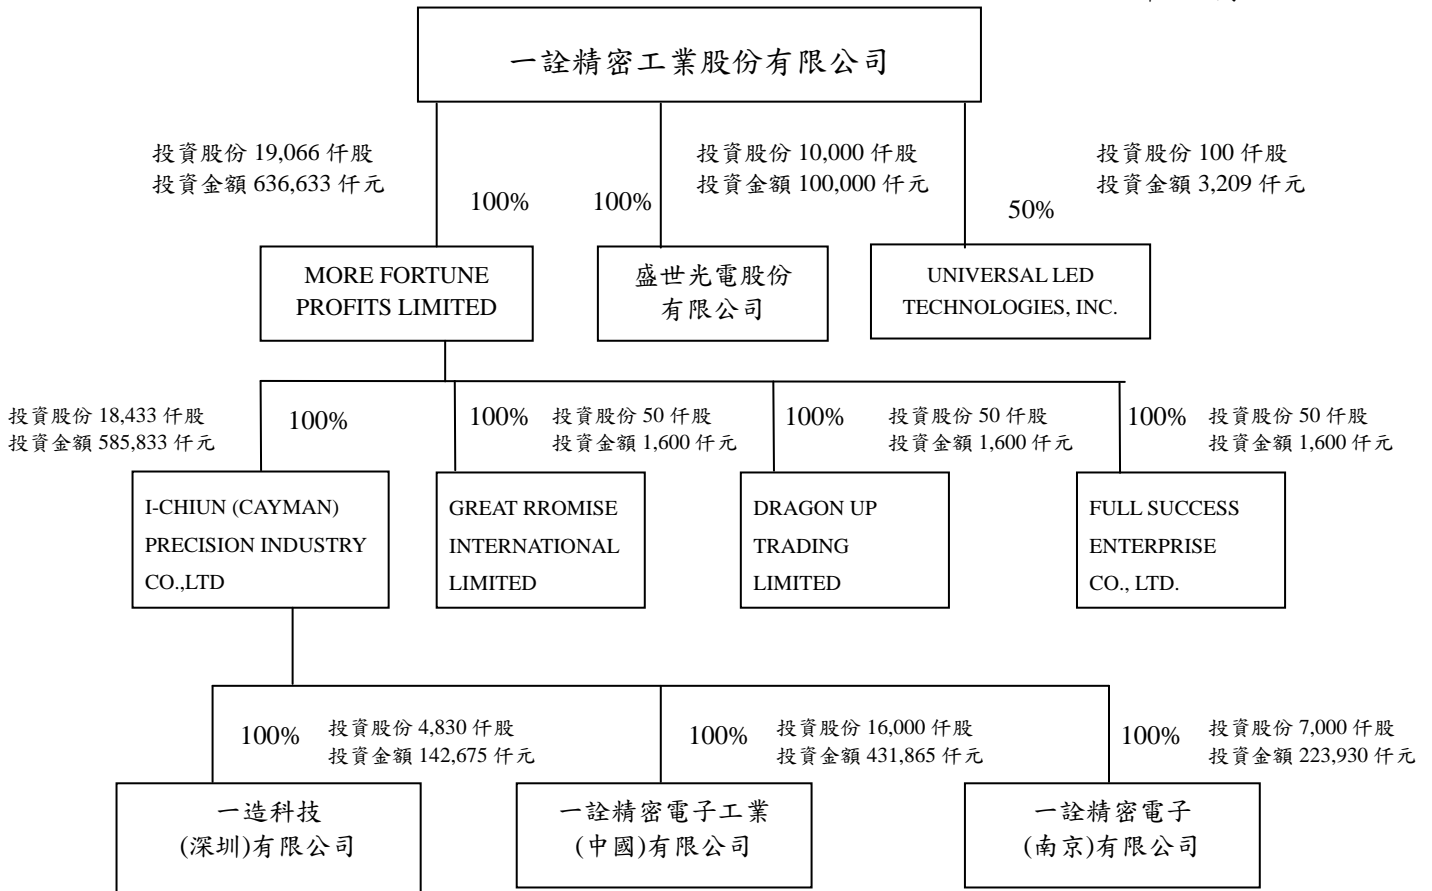 一詮精密工業股份有限公司
投資股份 19,066 仟股
投資金額 636,633 仟元
100%
100%
投資股份 10,000 仟股
投資金額 100,000 仟元
投資股份 100 仟股
投資金額 3,209 仟元
50%
MORE FORTUNE
PROFITS LIMITED
盛世光電股份
有限公司
UNIVERSAL LED
TECHNOLOGIES, INC.
投資股份 18,433 仟股
投資金額 585,833 仟元
100%
100%
投資股份 50 仟股
投資金額 1,600 仟元
100%
投資股份 50 仟股
投資金額 1,600 仟元
100%
投資股份 50 仟股
投資金額 1,600 仟元
I-CHIUN (CAYMAN)
PRECISION INDUSTRY
CO.,LTD
GREAT RROMISE
INTERNATIONAL
LIMITED
DRAGON UP
TRADING
LIMITED
FULL SUCCESS
ENTERPRISE
CO., LTD.
100%
投資股份 4,830 仟股
投資金額 142,675 仟元
100%
投資股份 16,000 仟股
投資金額 431,865 仟元
100%
投資股份 7,000 仟股
投資金額 223,930 仟元
一造科技
(深圳)有限公司
一詮精密電子工業
(中國)有限公司
一詮精密電子
(南京)有限公司